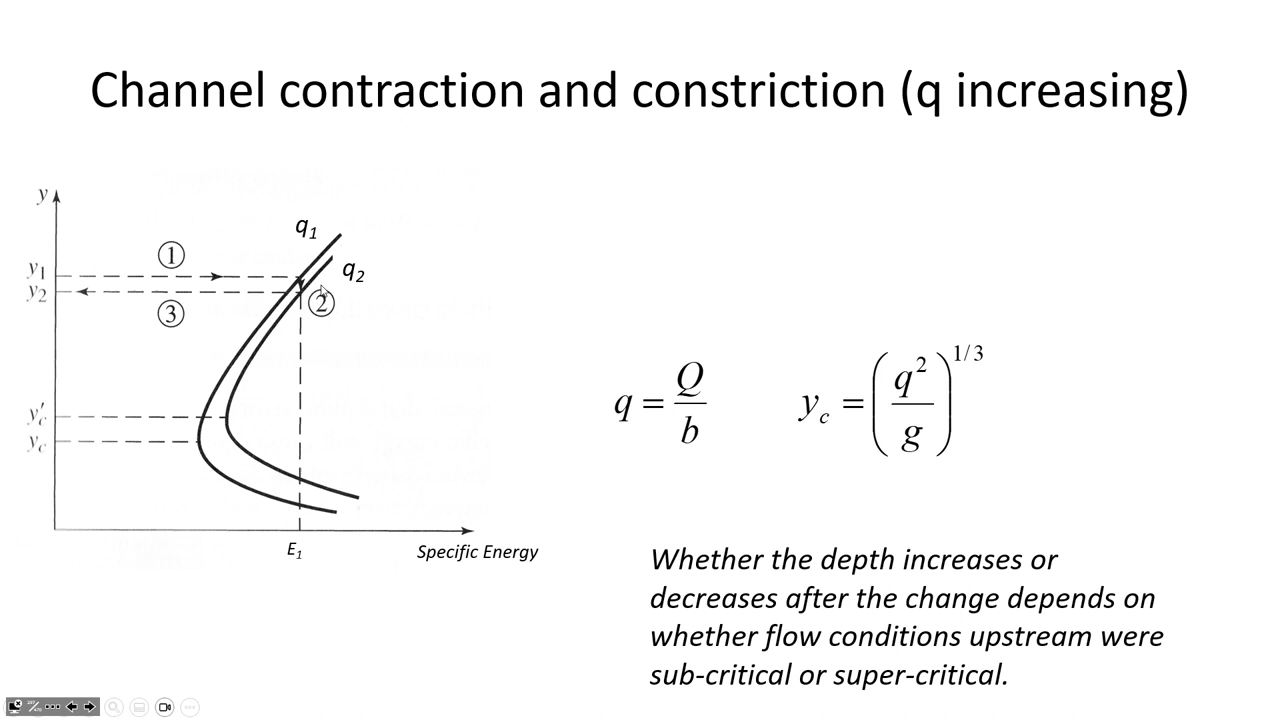 Channel contraction and constriction (q increasing)
y
q1
①
q2
y1
y2
②
③
q = Q/b
yc = (q²/g)^1/3
y′c
yc
E1
Specific Energy
Whether the depth increases or
decreases after the change depends on
whether flow conditions upstream were
sub-critical or super-critical.